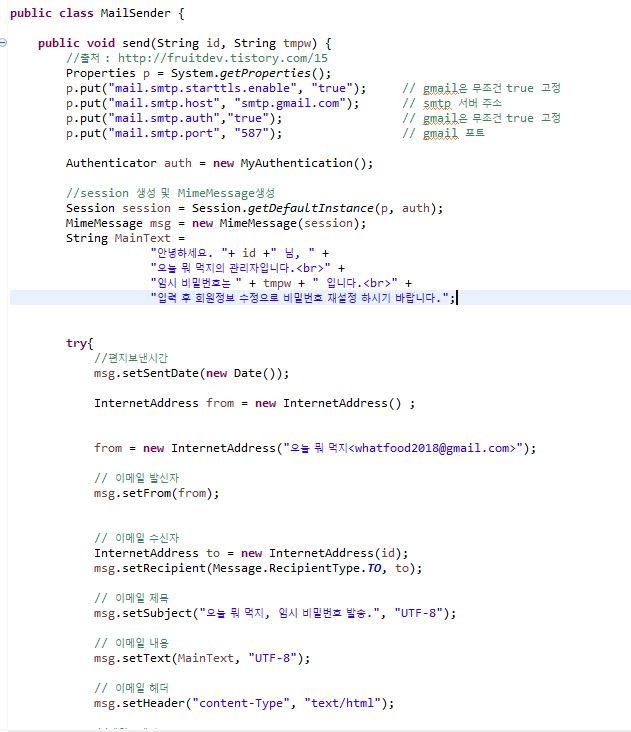 public class MailSender {
public void send(String id, String tmpw) {
//출처 : http://fruitdev.tistory.com/15
Properties p = System.getProperties();
p.put("mail.smtp.starttls.enable", "true"); // gmail은 무조건 true 고정
p.put("mail.smtp.host", "smtp.gmail.com"); // smtp 서버 주소
p.put("mail.smtp.auth","true"); // gmail은 무조건 true 고정
p.put("mail.smtp.port", "587"); // gmail 포트
Authenticator auth = new MyAuthentication();
//session 생성 및 MimeMessage생성
Session session = Session.getDefaultInstance(p, auth);
MimeMessage msg = new MimeMessage(session);
String MainText =
"안녕하세요. "+ id +" 님, " +
"오늘 뭐 먹지의 관리자입니다.<br>" +
"임시 비밀번호는 " + tmpw + " 입니다.<br>" +
"입력 후 회원정보 수정으로 비밀번호 재설정 하시기 바랍니다.";
try{
//편지보낸시간
msg.setSentDate(new Date());
InternetAddress from = new InternetAddress() ;
from = new InternetAddress("오늘 뭐 먹지<whatfood2018@gmail.com>");
// 이메일 발신자
msg.setFrom(from);
// 이메일 수신자
InternetAddress to = new InternetAddress(id);
msg.setRecipient(Message.RecipientType.TO, to);
// 이메일 제목
msg.setSubject("오늘 뭐 먹지, 임시 비밀번호 발송.", "UTF-8");
// 이메일 내용
msg.setText(MainText, "UTF-8");
// 이메일 헤더
msg.setHeader("content-Type", "text/html");